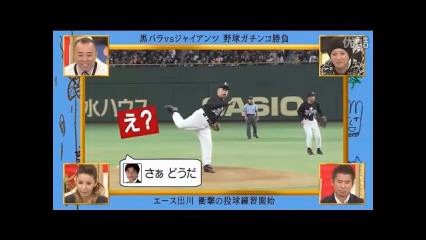 黒バラvsジャイアンツ 野球ガチンコ勝負
水ハウス
CASIO
え?
さぁ どうだ
エース出川 衝撃の投球練習開始